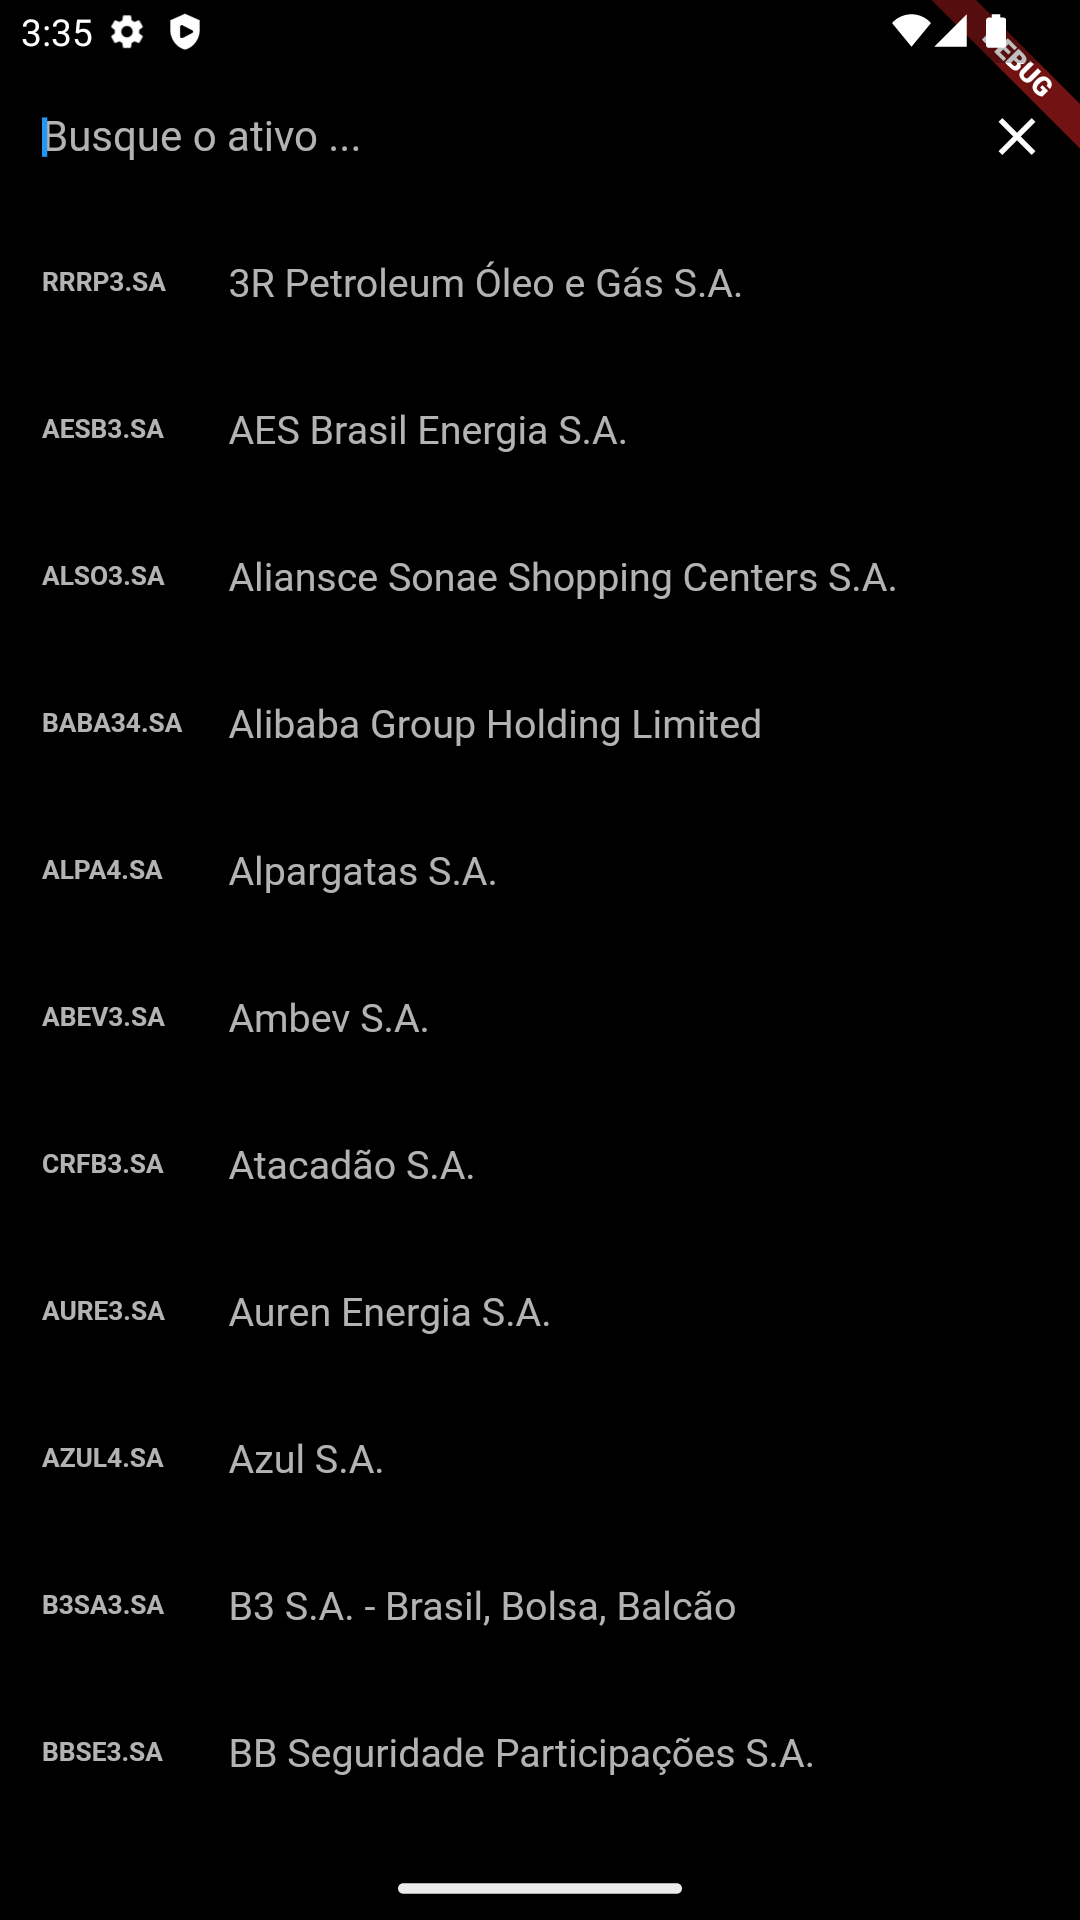 3:35
DEBUG
Busque o ativo ...
RRRP3.SA 3R Petroleum Óleo e Gás S.A.
AESB3.SA AES Brasil Energia S.A.
ALSO3.SA Aliansce Sonae Shopping Centers S.A.
BABA34.SA Alibaba Group Holding Limited
ALPA4.SA Alpargatas S.A.
ABEV3.SA Ambev S.A.
CRFB3.SA Atacadão S.A.
AURE3.SA Auren Energia S.A.
AZUL4.SA Azul S.A.
B3SA3.SA B3 S.A. - Brasil, Bolsa, Balcão
BBSE3.SA BB Seguridade Participações S.A.